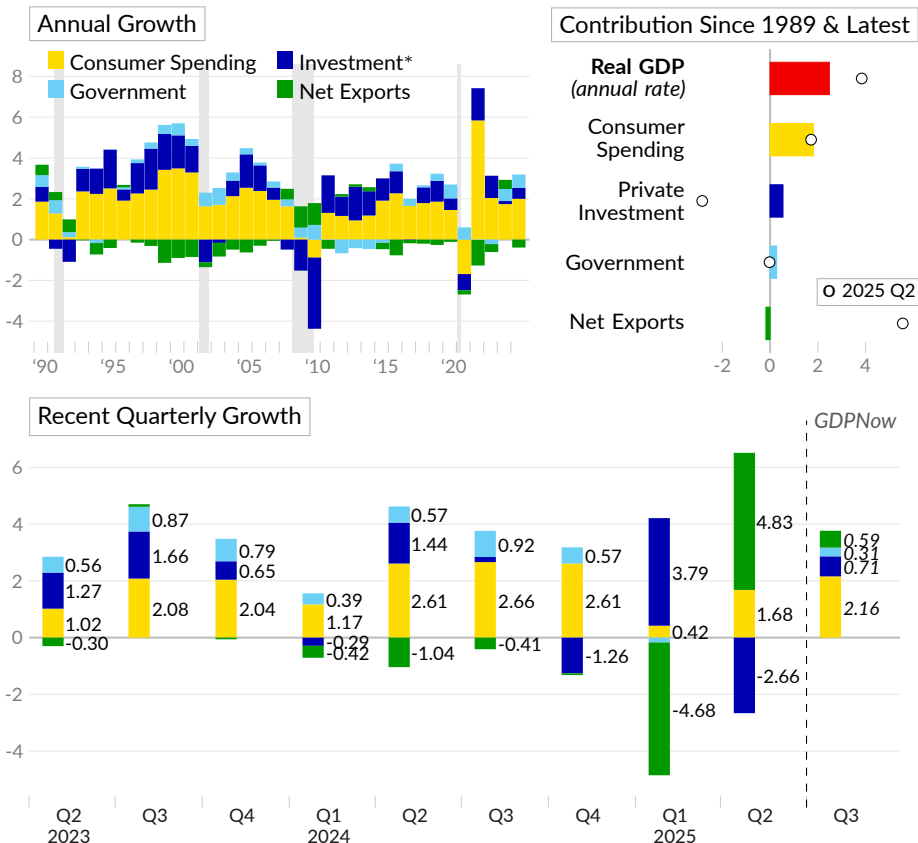 Annual Growth
Consumer Spending
Investment*
Government
Net Exports
8
6
4
2
0
-2
-4
‘90
‘95
‘00
‘05
‘10
‘15
‘20
Contribution Since 1989 & Latest
Real GDP
(annual rate)
Consumer
Spending
Private
Investment
Government
Net Exports
2025 Q2
-2
0
2
4
Recent Quarterly Growth
GDPNow
6
4
2
0
-2
-4
0.56
1.27
1.02
-0.30
0.87
1.66
2.08
0.79
0.65
2.04
0.39
1.17
-0.29
-0.42
0.57
1.44
2.61
-1.04
0.92
2.66
-0.41
0.57
2.61
-1.26
3.79
0.42
-4.68
4.83
1.68
-2.66
0.59
0.31
0.71
2.16
Q2
2023
Q3
Q4
Q1
2024
Q2
Q3
Q4
Q1
2025
Q2
Q3